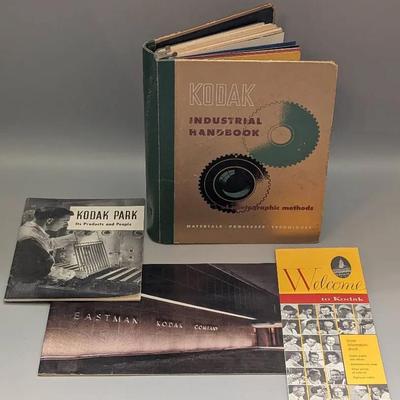 KODAK
INDUSTRIAL
HANDBOOK
photographic methods
MATERIALS · PROCESSES · TECHNIQUES
KODAK PARK
Its Products and People
EASTMAN KODAK COMPANY
Welcome
to Kodak